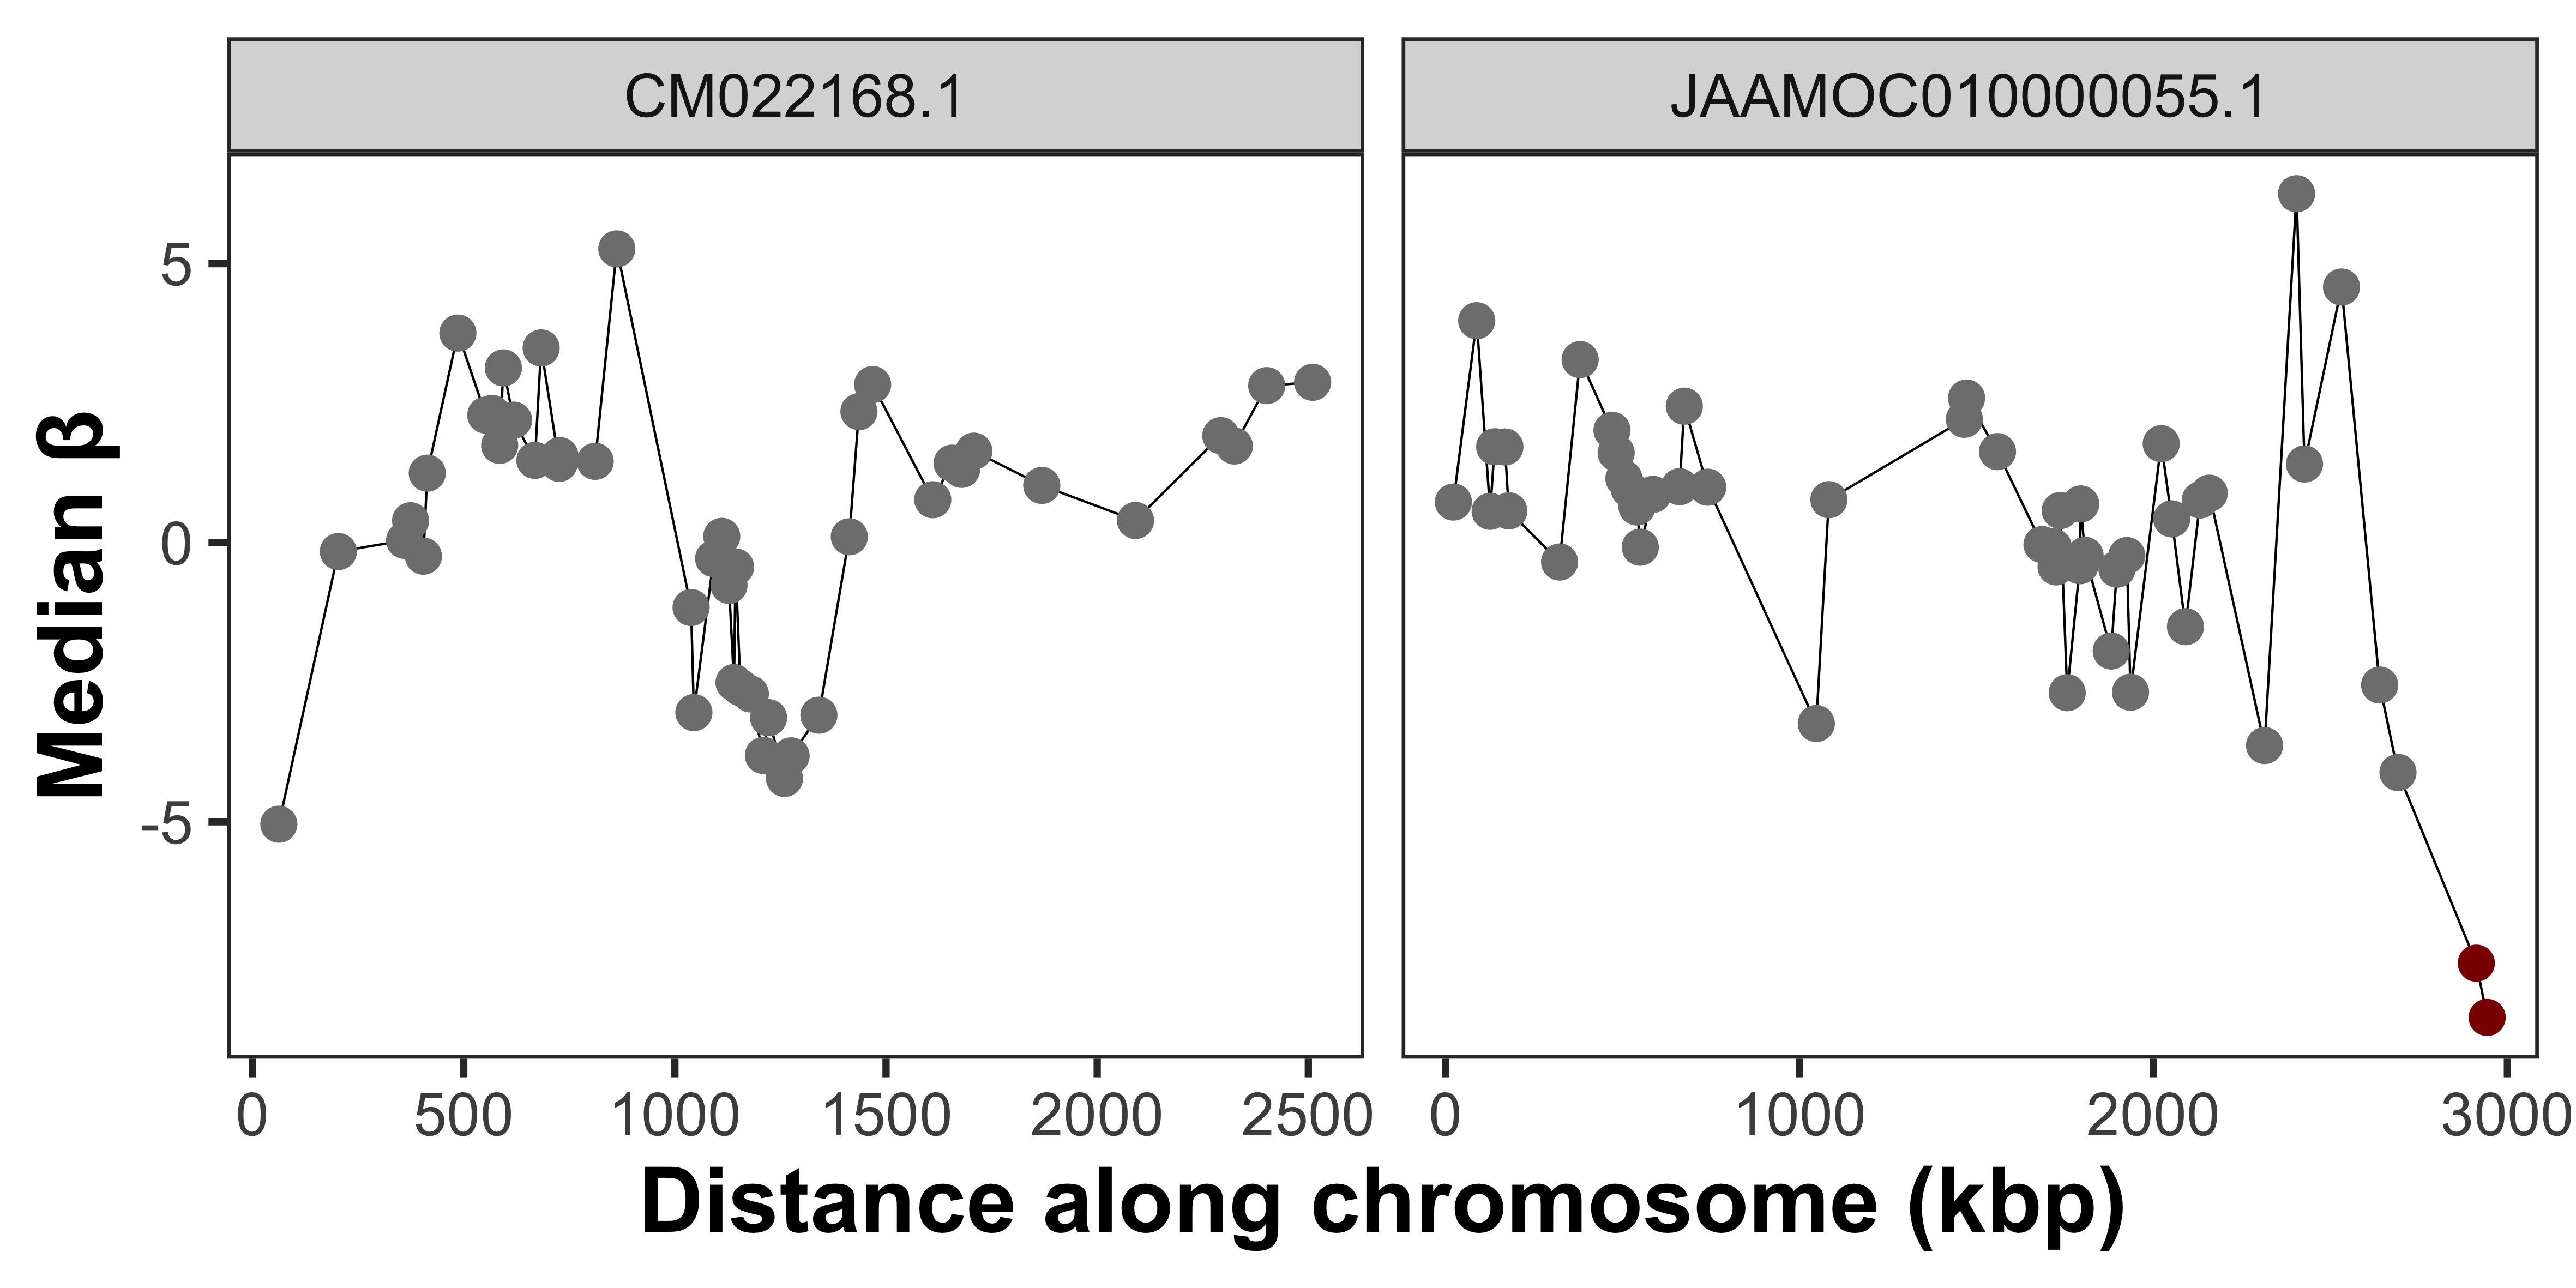 CM022168.1
JAAMOC010000055.1
Median β
5
0
-5
0 500 1000 1500 2000 2500
0 1000 2000 3000
Distance along chromosome (kbp)